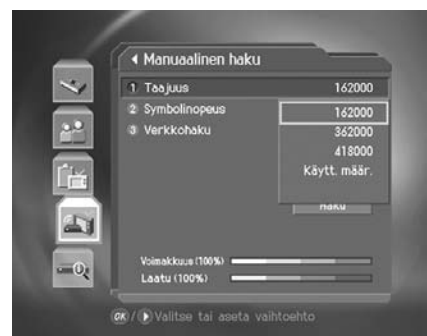 Manuaalinen haku
1 Taajuus 162000
2 Symbolinopeus 162000
3 Verkkohaku 362000
418000
Käytt. määr.
Haku
Voimakkuus (100%)
Laatu (100%)
OK / Valitse tai aseta vaihtoehto